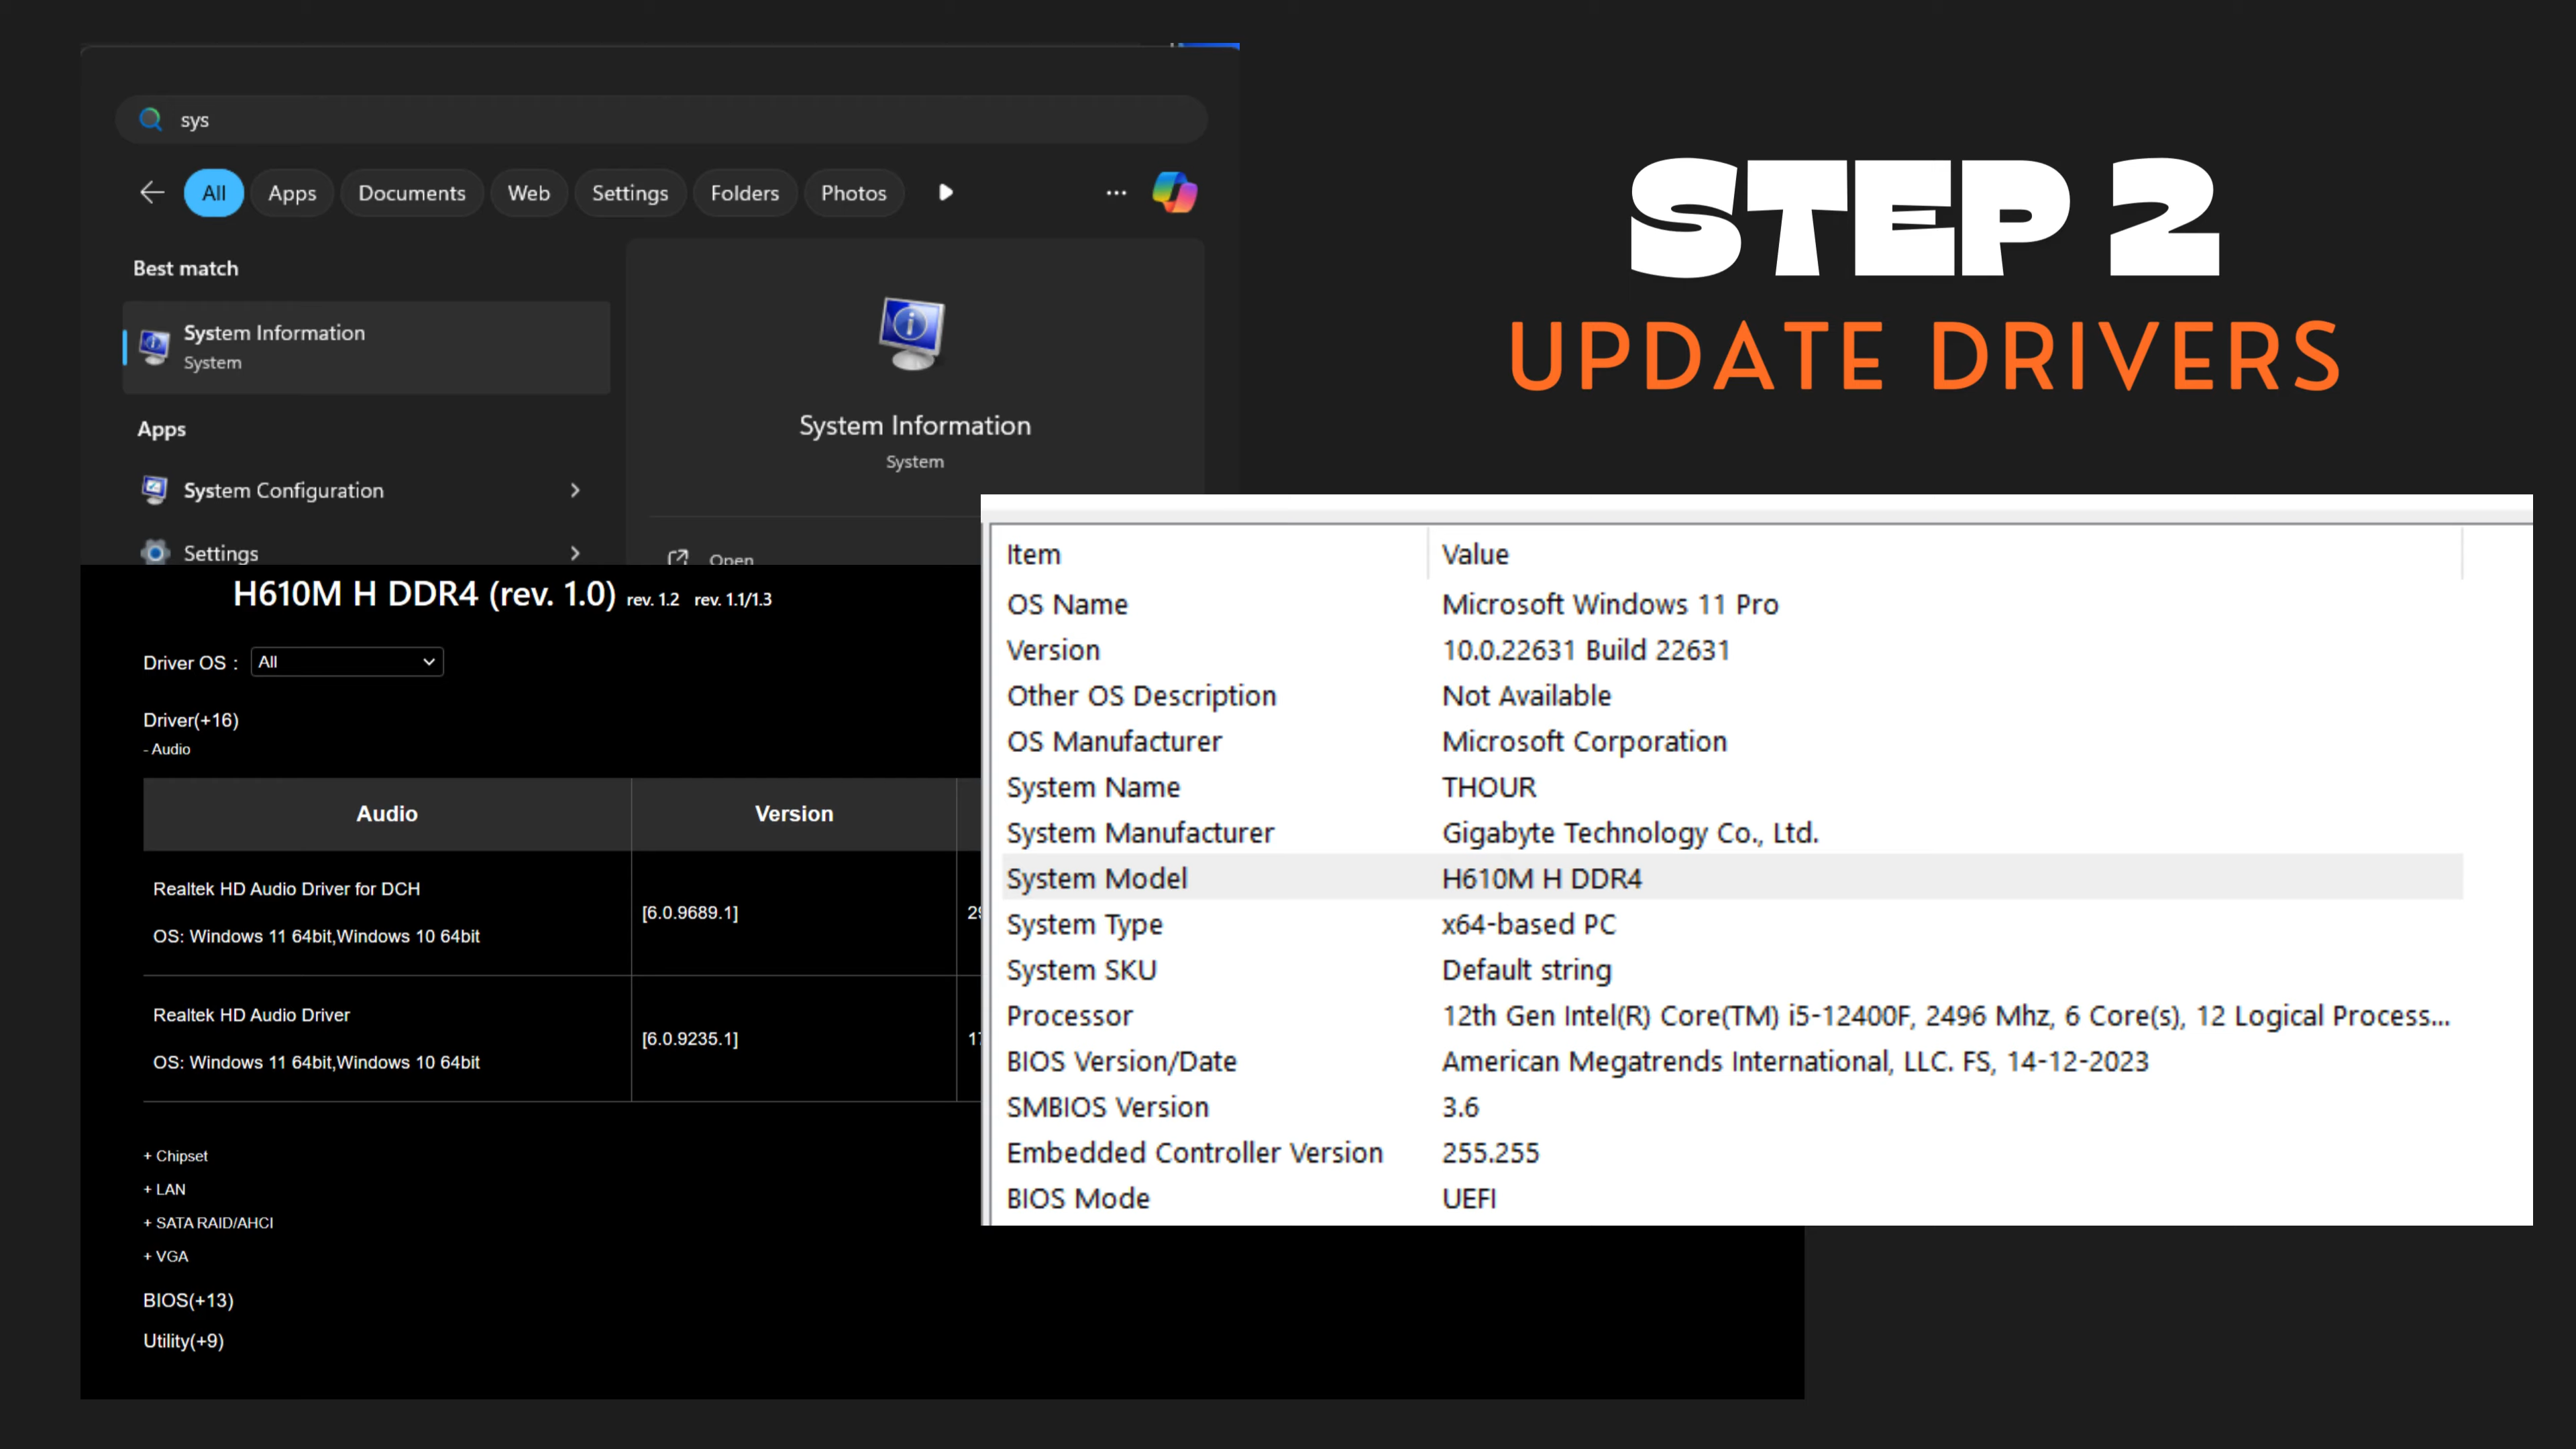 sys
All Apps Documents Web Settings Folders Photos
Best match
System Information
System
Apps
System Configuration
Settings
System Information
System
Open
STEP 2
UPDATE DRIVERS
H610M H DDR4 (rev. 1.0) rev. 1.2 rev. 1.1/1.3
Driver OS : All
Driver(+16)
- Audio
Audio Version
Realtek HD Audio Driver for DCH
OS: Windows 11 64bit,Windows 10 64bit
[6.0.9689.1]
Realtek HD Audio Driver
OS: Windows 11 64bit,Windows 10 64bit
[6.0.9235.1]
+ Chipset
+ LAN
+ SATA RAID/AHCI
+ VGA
BIOS(+13)
Utility(+9)
Item Value
OS Name Microsoft Windows 11 Pro
Version 10.0.22631 Build 22631
Other OS Description Not Available
OS Manufacturer Microsoft Corporation
System Name THOUR
System Manufacturer Gigabyte Technology Co., Ltd.
System Model H610M H DDR4
System Type x64-based PC
System SKU Default string
Processor 12th Gen Intel(R) Core(TM) i5-12400F, 2496 Mhz, 6 Core(s), 12 Logical Process...
BIOS Version/Date American Megatrends International, LLC. FS, 14-12-2023
SMBIOS Version 3.6
Embedded Controller Version 255.255
BIOS Mode UEFI